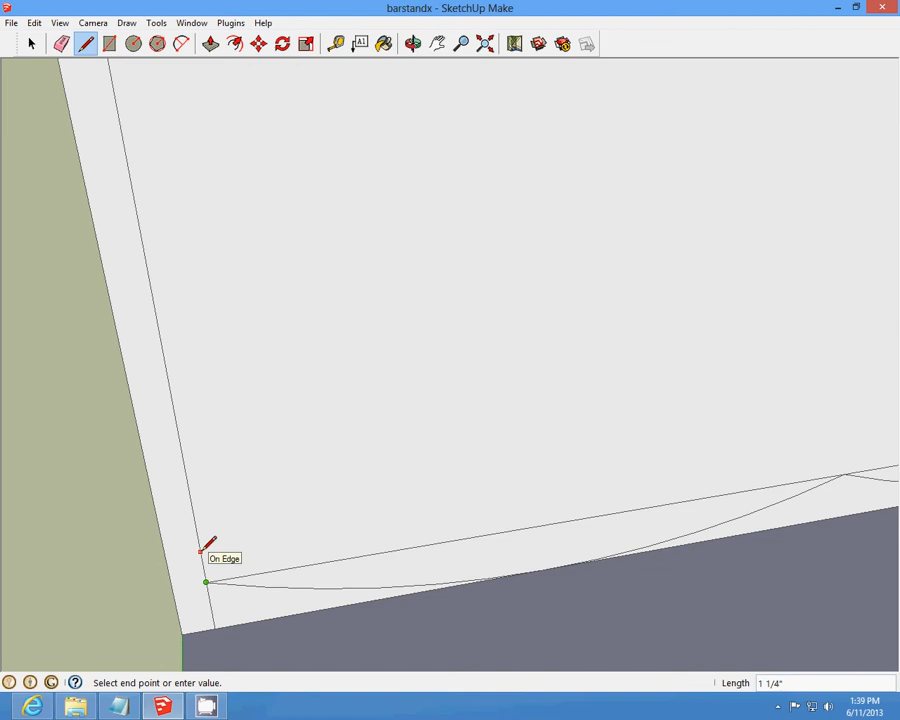 barstandx - SketchUp Make
File Edit View Camera Draw Tools Window Plugins Help
A1
On Edge
Select end point or enter value.
Length 1 1/4"
1:39 PM
6/11/2013